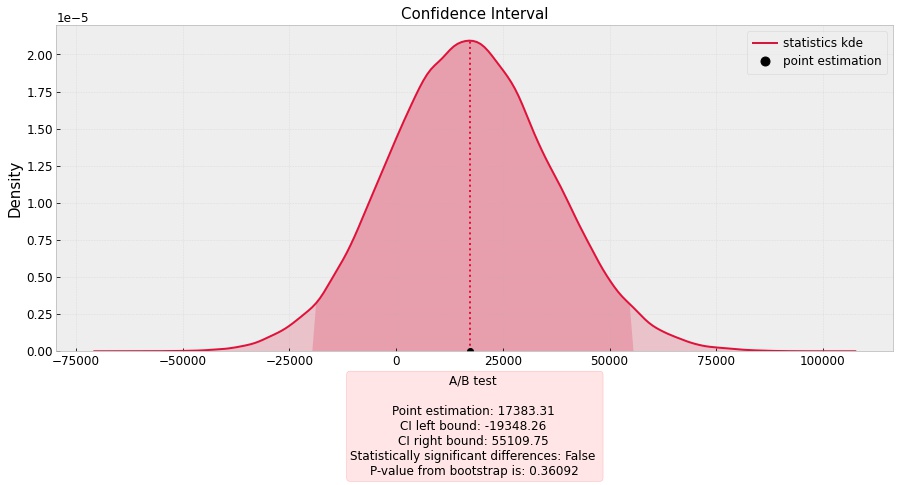 Confidence Interval
1e−5
statistics kde
point estimation
Density
2.00
1.75
1.50
1.25
1.00
0.75
0.50
0.25
0.00
−75000 −50000 −25000 0 25000 50000 75000 100000
A/B test
Point estimation: 17383.31
CI left bound: -19348.26
CI right bound: 55109.75
Statistically significant differences: False
P-value from bootstrap is: 0.36092